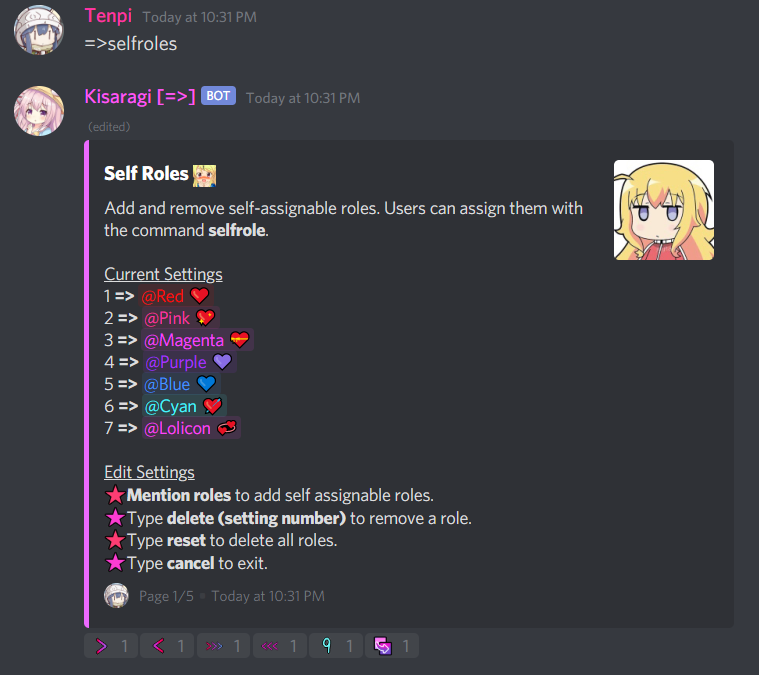 Tenpi Today at 10:31 PM
=>selfroles
Kisaragi [=>] BOT Today at 10:31 PM
(edited)
Self Roles
Add and remove self-assignable roles. Users can assign them with
the command selfrole.
Current Settings
1 => @Red
2 => @Pink
3 => @Magenta
4 => @Purple
5 => @Blue
6 => @Cyan
7 => @Lolicon
Edit Settings
Mention roles to add self assignable roles.
Type delete (setting number) to remove a role.
Type reset to delete all roles.
Type cancel to exit.
Page 1/5 • Today at 10:31 PM
1 1 1 1 1 1